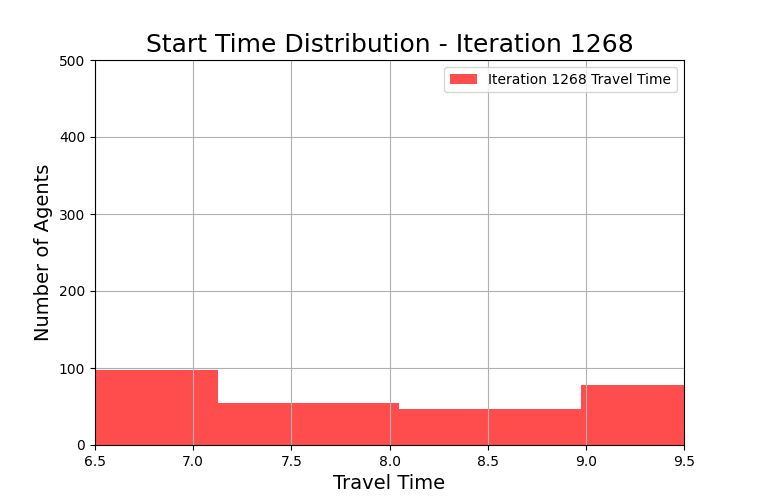 Start Time Distribution - Iteration 1268
Iteration 1268 Travel Time
Number of Agents
500
400
300
200
100
0
6.5 7.0 7.5 8.0 8.5 9.0 9.5
Travel Time